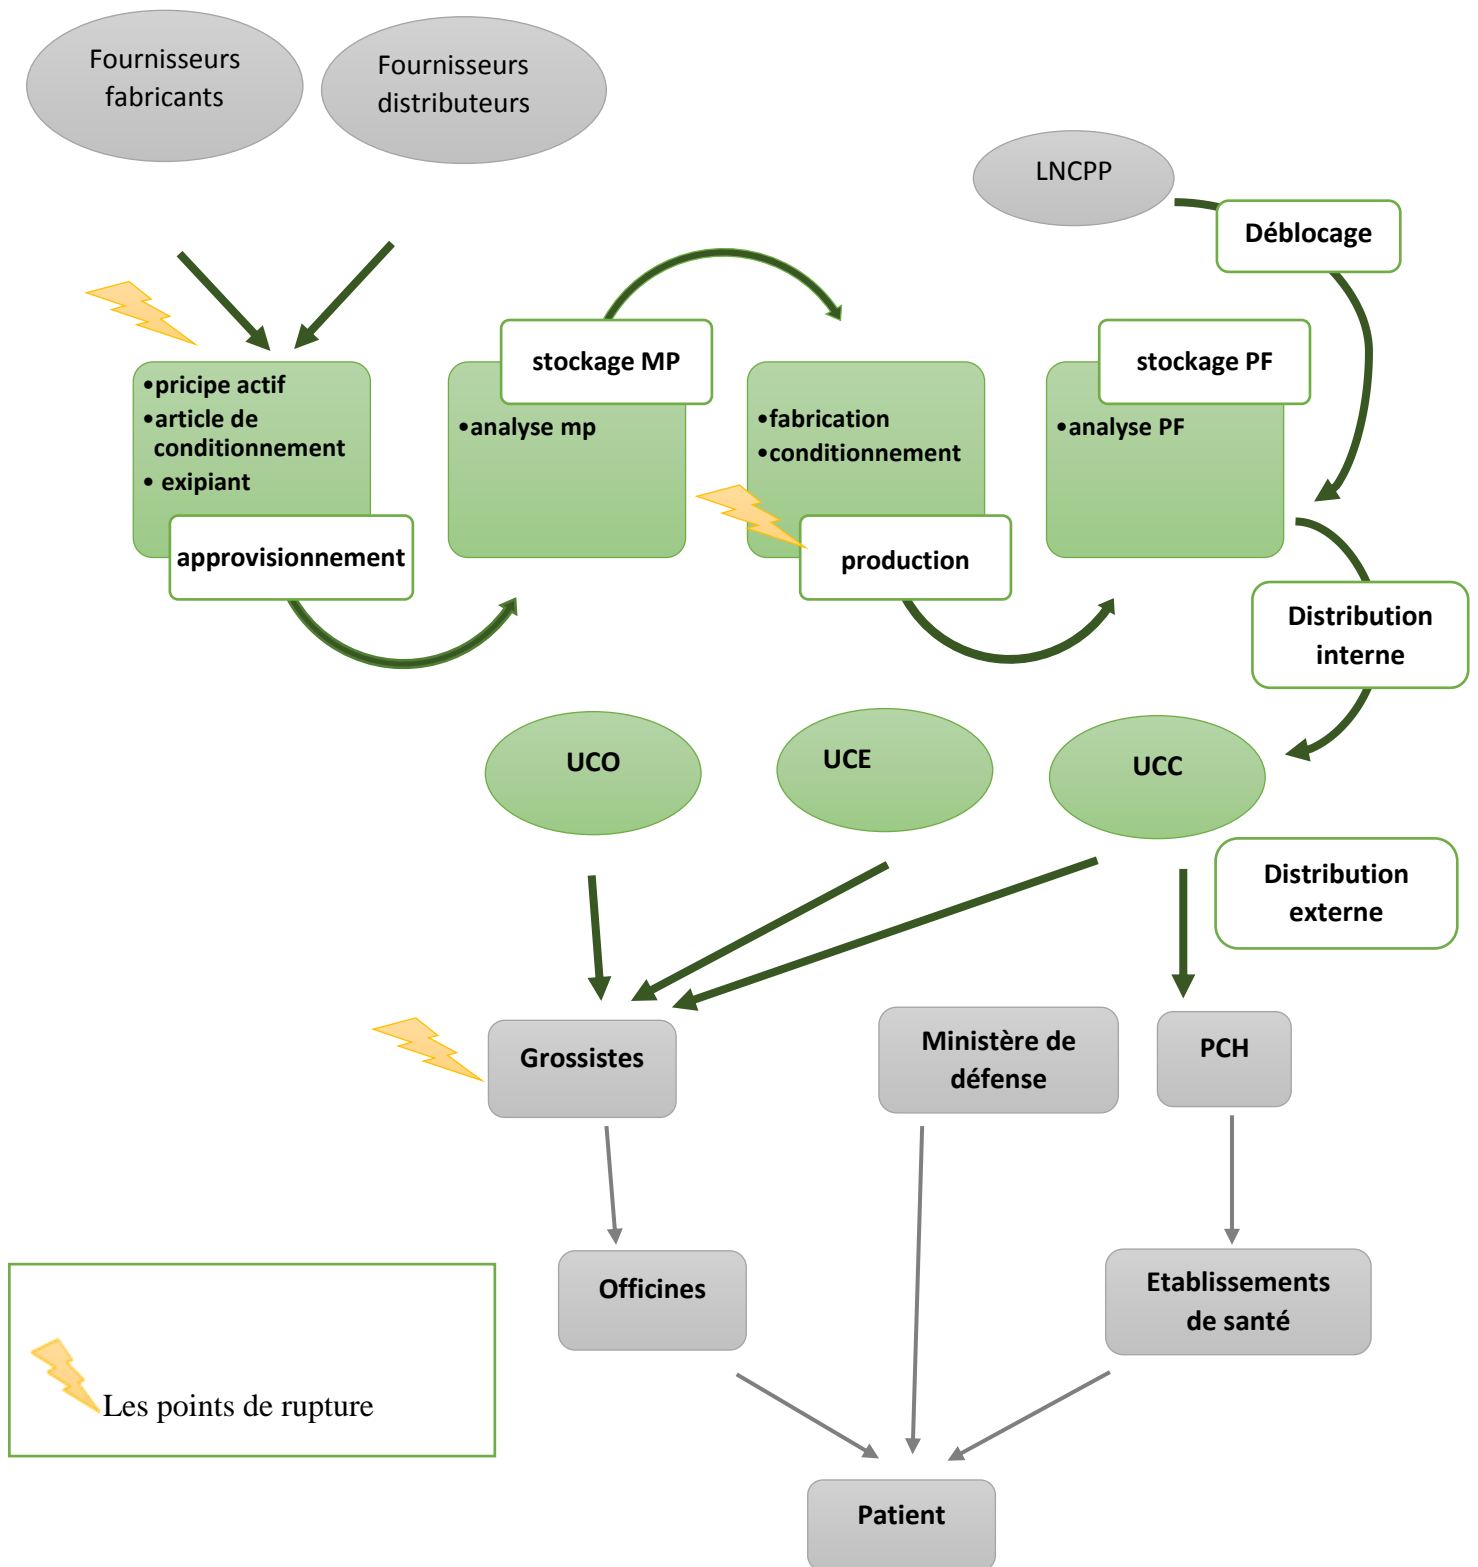 Fournisseurs
fabricants
Fournisseurs
distributeurs
LNCPP
Déblocage
stockage MP
stockage PF
•pricipe actif
•article de
conditionnement
• exipiant
•analyse mp
•fabrication
•conditionnement
•analyse PF
approvisionnement
production
Distribution
interne
UCO
UCE
UCC
Distribution
externe
Grossistes
Ministère de
défense
PCH
Officines
Etablissements
de santé
Les points de rupture
Patient